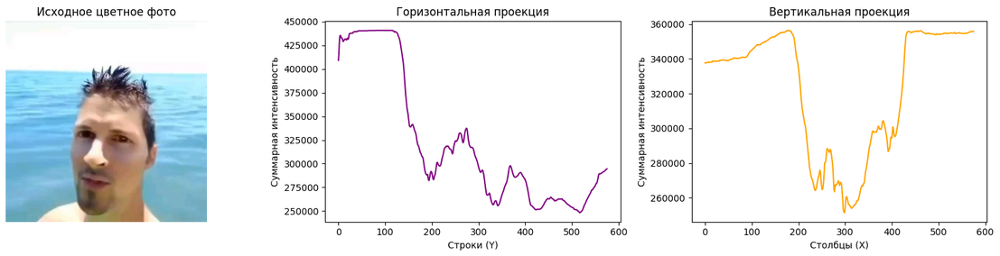 Исходное цветное фото
Горизонтальная проекция
Суммарная интенсивность
450000
425000
400000
375000
350000
325000
300000
275000
250000
0 100 200 300 400 500 600
Строки (Y)
Вертикальная проекция
Суммарная интенсивность
360000
340000
320000
300000
280000
260000
0 100 200 300 400 500 600
Столбцы (X)